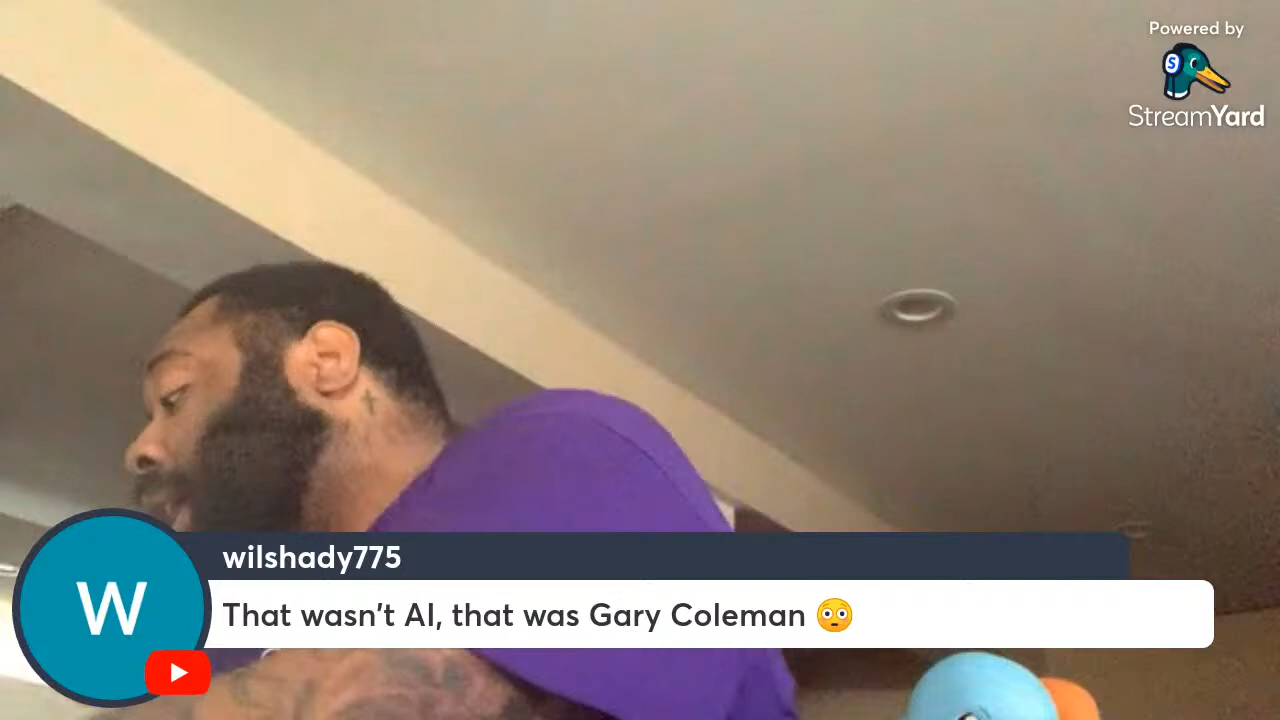 Powered by
S
StreamYard
wilshady775
W
That wasn't AI, that was Gary Coleman 😳